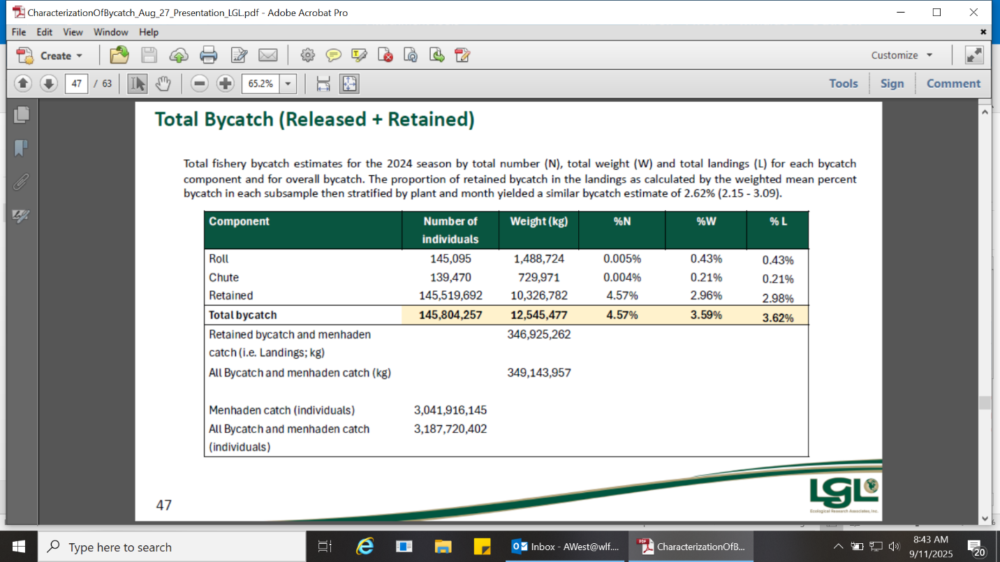 CharacterizationOfBycatch_Aug_27_Presentation_LGL.pdf - Adobe Acrobat Pro
File Edit View Window Help
Create Customize
47 / 63 65.2% Tools Sign Comment
Total Bycatch (Released + Retained)
Total fishery bycatch estimates for the 2024 season by total number (N), total weight (W) and total landings (L) for each bycatch
component and for overall bycatch. The proportion of retained bycatch in the landings as calculated by the weighted mean percent
bycatch in each subsample then stratified by plant and month yielded a similar bycatch estimate of 2.62% (2.15 - 3.09).
Component Number of individuals Weight (kg) %N %W % L
Roll 145,095 1,488,724 0.005% 0.43% 0.43%
Chute 139,470 729,971 0.004% 0.21% 0.21%
Retained 145,519,692 10,326,782 4.57% 2.96% 2.98%
Total bycatch 145,804,257 12,545,477 4.57% 3.59% 3.62%
Retained bycatch and menhaden 346,925,262
catch (i.e. Landings; kg)
All Bycatch and menhaden catch (kg) 349,143,957
Menhaden catch (individuals) 3,041,916,145
All Bycatch and menhaden catch 3,187,720,402
(individuals)
LGL
Ecological Research Associates, Inc.
47
Type here to search
Inbox - AWest@wlf....
CharacterizationOfB...
8:43 AM
9/11/2025
20